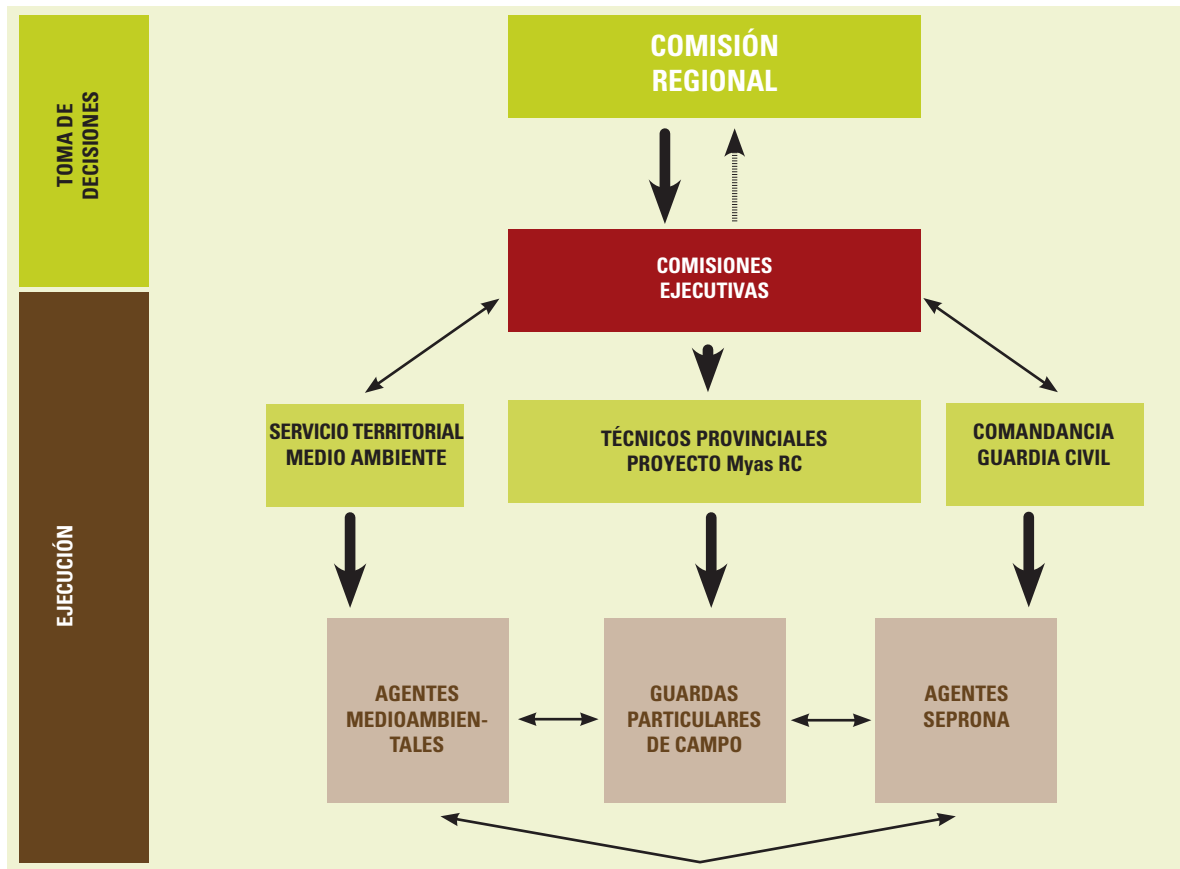 TOMA DE
DECISIONES
COMISIÓN
REGIONAL
COMISIONES
EJECUTIVAS
EJECUCIÓN
SERVICIO TERRITORIAL
MEDIO AMBIENTE
TÉCNICOS PROVINCIALES
PROYECTO Myas RC
COMANDANCIA
GUARDIA CIVIL
AGENTES
MEDIOAMBIEN-
TALES
GUARDAS
PARTICULARES
DE CAMPO
AGENTES
SEPRONA